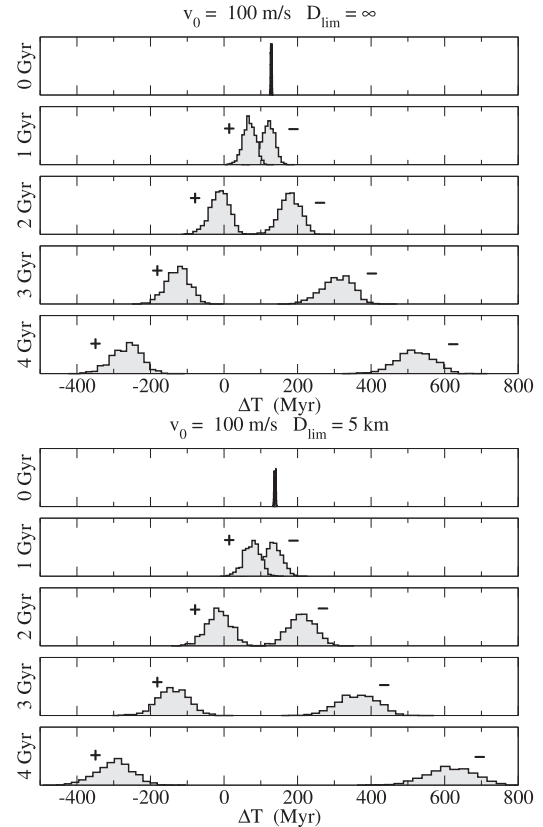 v₀ = 100 m/s D_lim = ∞
0 Gyr
1 Gyr
+ −
2 Gyr
+ −
3 Gyr
+ −
4 Gyr
+ −
-400 -200 0 200 400 600 800
ΔT (Myr)
v₀ = 100 m/s D_lim = 5 km
0 Gyr
1 Gyr
+ −
2 Gyr
+ −
3 Gyr
+ −
4 Gyr
+ −
-400 -200 0 200 400 600 800
ΔT (Myr)